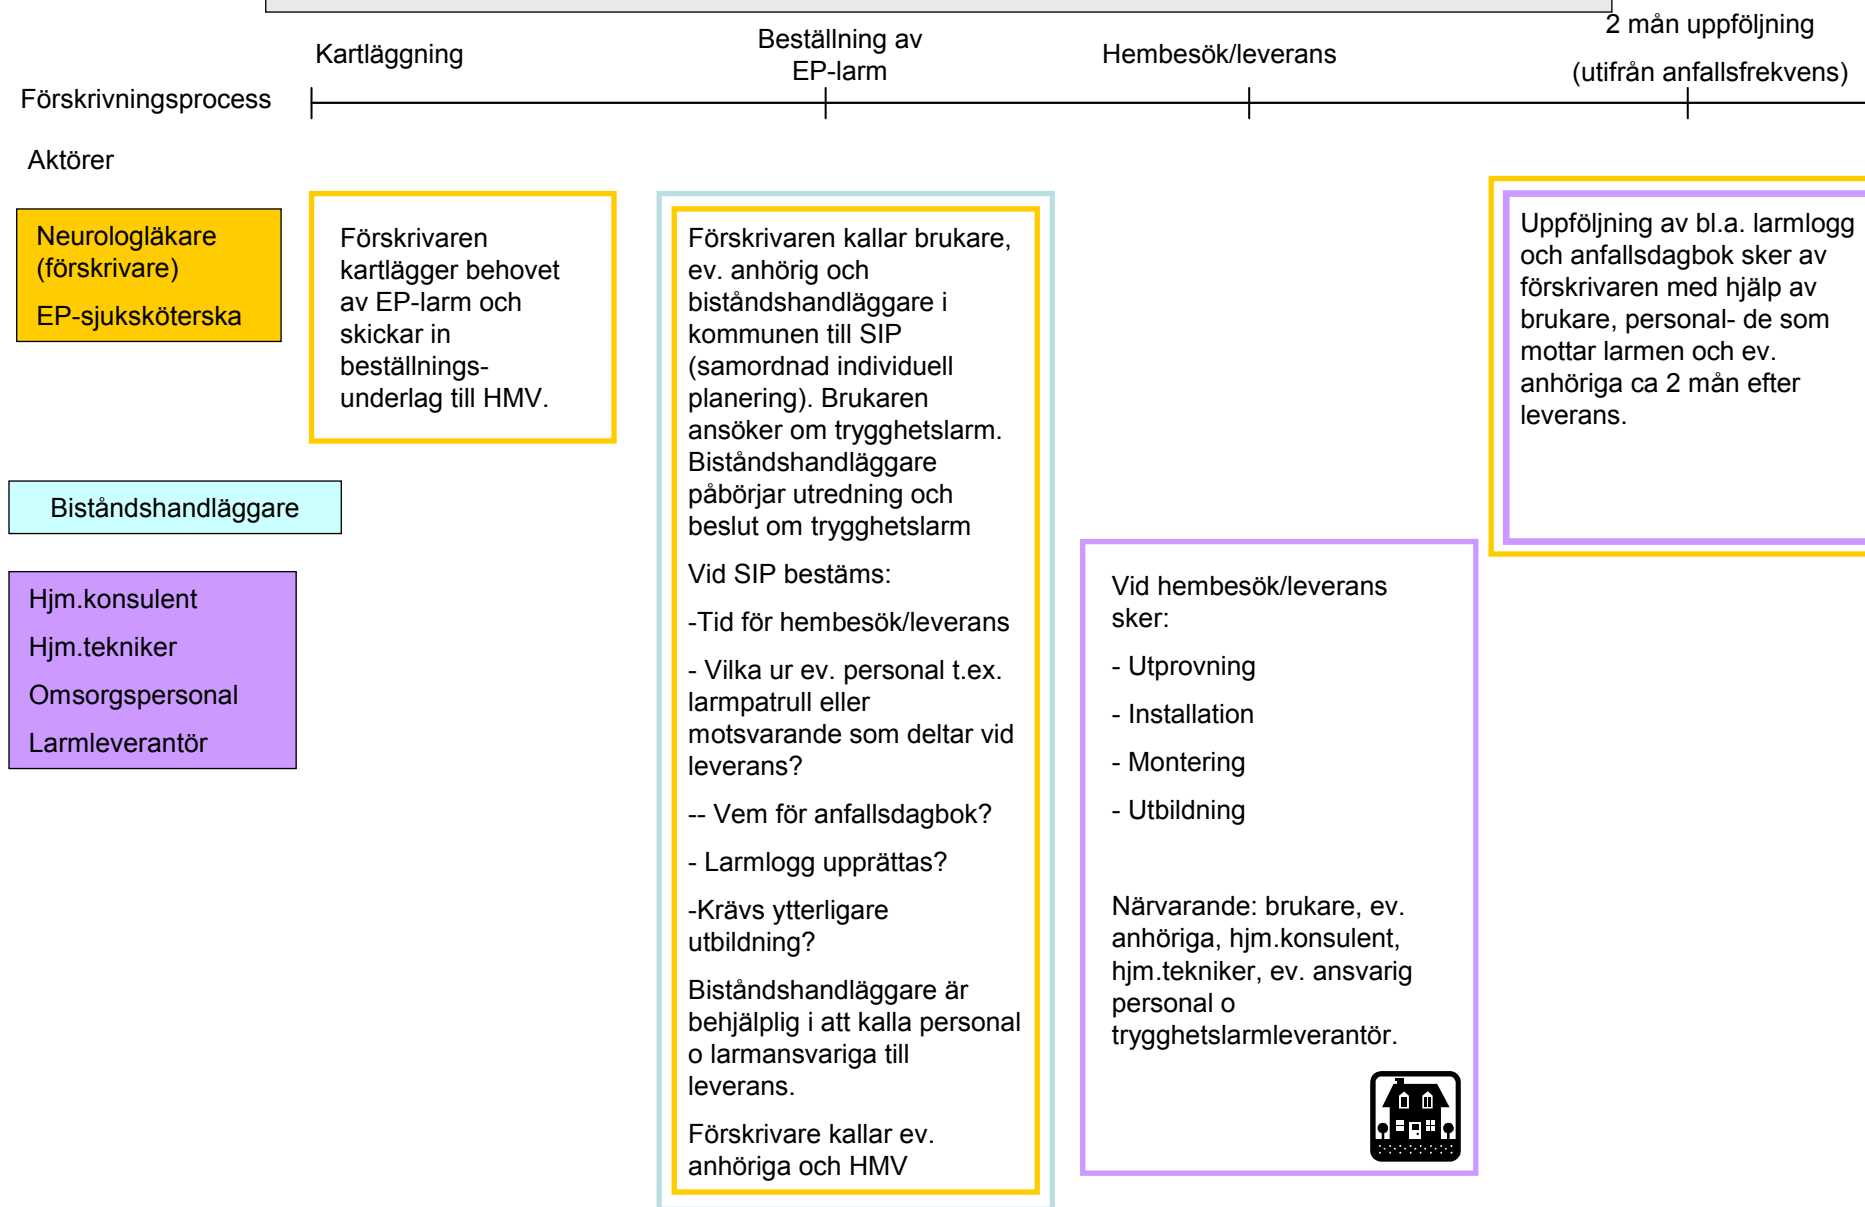 Kartläggning
Beställning av
EP-larm
Hembesök/leverans
2 mån uppföljning
(utifrån anfallsfrekvens)
Förskrivningsprocess
Aktörer
Neurologläkare
(förskrivare)
EP-sjuksköterska
Biståndshandläggare
Hjm.konsulent
Hjm.tekniker
Omsorgspersonal
Larmleverantör
Förskrivaren
kartlägger behovet
av EP-larm och
skickar in
beställnings-
underlag till HMV.
Förskrivaren kallar brukare,
ev. anhörig och
biståndshandläggare i
kommunen till SIP
(samordnad individuell
planering). Brukaren
ansöker om trygghetslarm.
Biståndshandläggare
påbörjar utredning och
beslut om trygghetslarm
Vid SIP bestäms:
-Tid för hembesök/leverans
- Vilka ur ev. personal t.ex.
larmpatrull eller
motsvarande som deltar vid
leverans?
-- Vem för anfallsdagbok?
- Larmlogg upprättas?
-Krävs ytterligare
utbildning?
Biståndshandläggare är
behjälplig i att kalla personal
o larmansvariga till
leverans.
Förskrivare kallar ev.
anhöriga och HMV
Vid hembesök/leverans
sker:
- Utprovning
- Installation
- Montering
- Utbildning
Närvarande: brukare, ev.
anhöriga, hjm.konsulent,
hjm.tekniker, ev. ansvarig
personal o
trygghetslarmleverantör.
Uppföljning av bl.a. larmlogg
och anfallsdagbok sker av
förskrivaren med hjälp av
brukare, personal- de som
mottar larmen och ev.
anhöriga ca 2 mån efter
leverans.